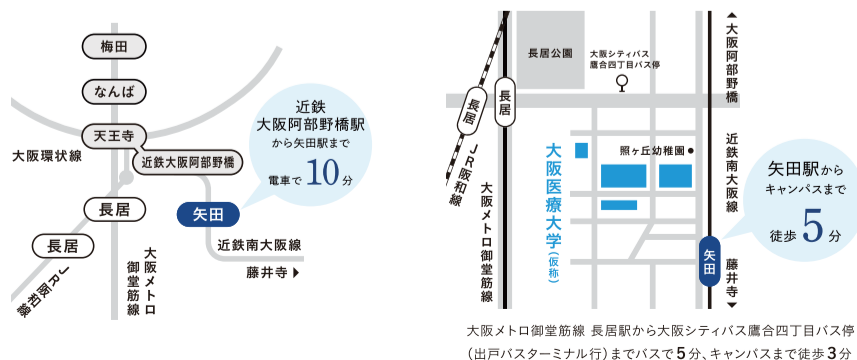 梅田
なんば
天王寺
大阪環状線
近鉄大阪阿部野橋
近鉄
大阪阿部野橋駅
から矢田駅まで
電車で10分
長居
矢田
長居
JR阪和線
大阪メトロ
御堂筋線
近鉄南大阪線
藤井寺▶
長居公園
大阪シティバス
鷹合四丁目バス停
▲大阪阿部野橋
長居
長居
JR阪和線
大阪メトロ御堂筋線
照ヶ丘幼稚園●
大阪医療大学(仮称)
近鉄南大阪線
矢田駅から
キャンパスまで
徒歩5分
矢田
藤井寺▼
大阪メトロ御堂筋線 長居駅から大阪シティバス鷹合四丁目バス停
(出戸バスターミナル行)までバスで5分、キャンパスまで徒歩3分